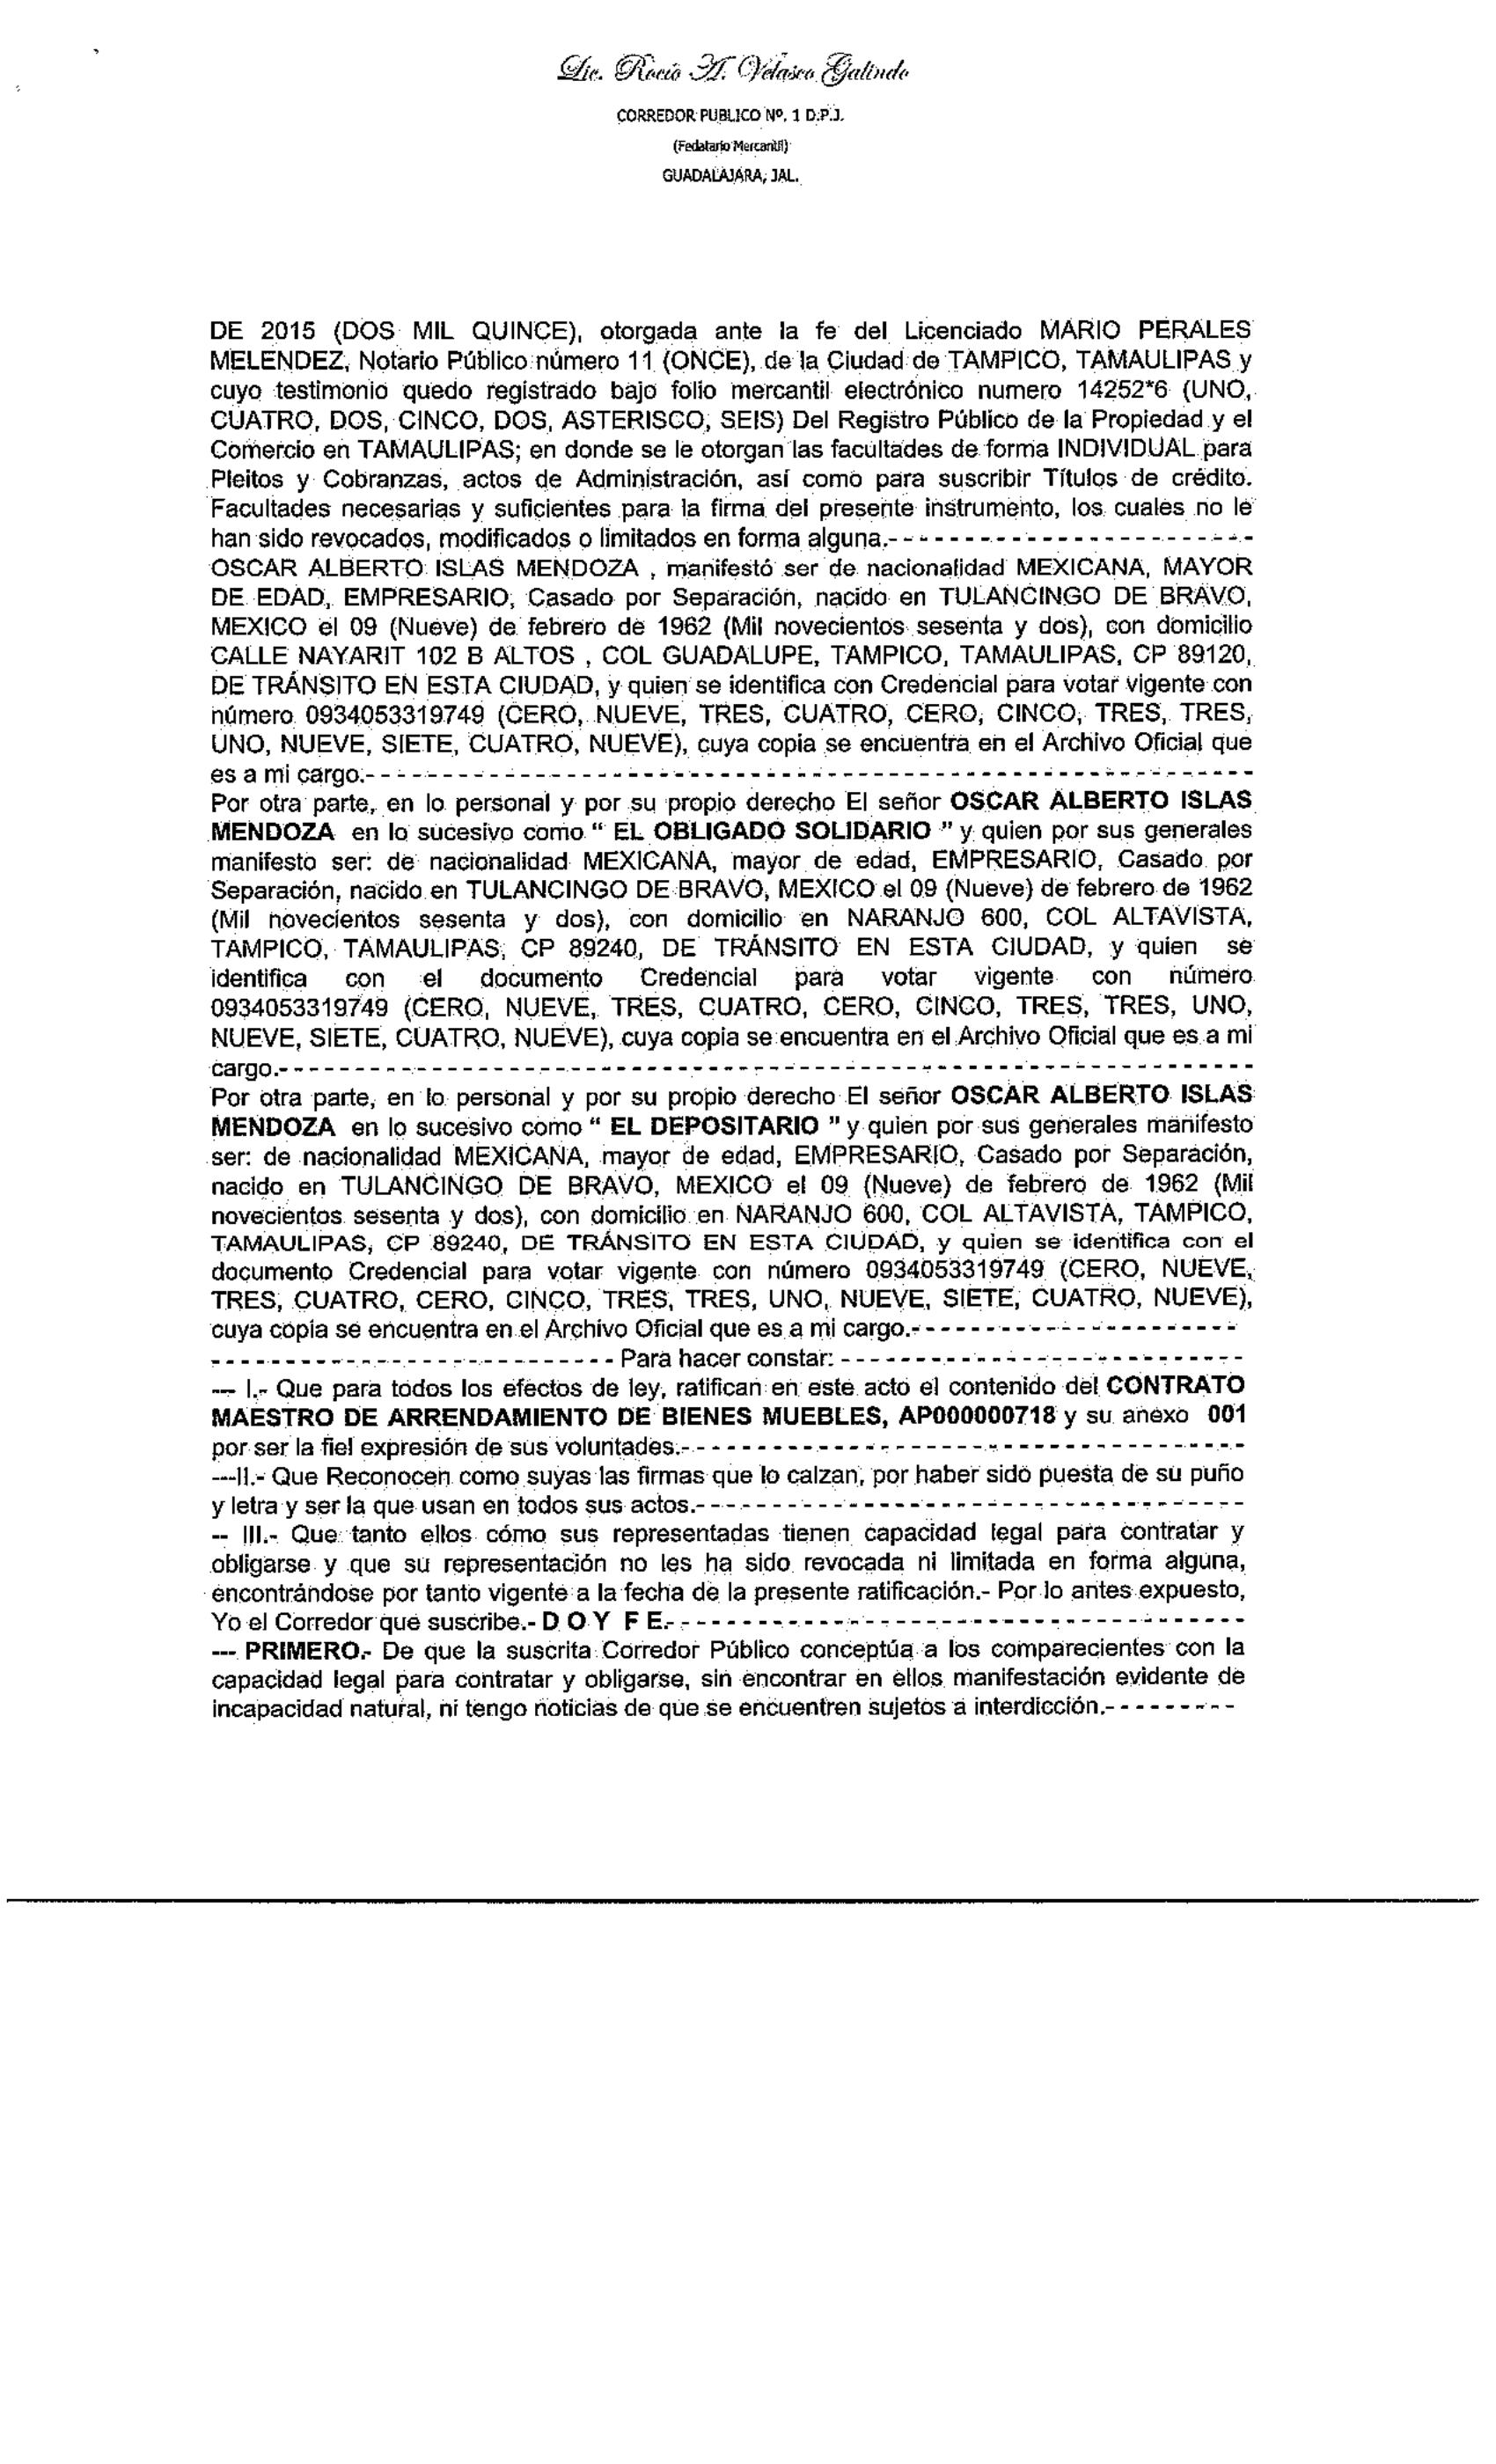 Lic. Rocío H. Velasco Galindo
CORREDOR PUBLICO Nº. 1 D.P.J.
(Fedatario Mercantil)
GUADALAJARA, JAL.
DE 2015 (DOS MIL QUINCE), otorgada ante la fe del Licenciado MARIO PERALES
MELENDEZ, Notario Público número 11 (ONCE), de la Ciudad de TAMPICO, TAMAULIPAS y
cuyo testimonio quedo registrado bajo folio mercantil electrónico numero 14252*6 (UNO,
CUATRO, DOS, CINCO, DOS, ASTERISCO, SEIS) Del Registro Público de la Propiedad y el
Comercio en TAMAULIPAS; en donde se le otorgan las facultades de forma INDIVIDUAL para
Pleitos y Cobranzas, actos de Administración, así como para suscribir Títulos de crédito.
Facultades necesarias y suficientes para la firma del presente instrumento, los cuales no le
han sido revocados, modificados o limitados en forma alguna.------------------------
OSCAR ALBERTO ISLAS MENDOZA , manifestó ser de nacionalidad MEXICANA, MAYOR
DE EDAD, EMPRESARIO, Casado por Separación, nacido en TULANCINGO DE BRAVO,
MEXICO el 09 (Nueve) de febrero de 1962 (Mil novecientos sesenta y dos), con domicilio
CALLE NAYARIT 102 B ALTOS , COL GUADALUPE, TAMPICO, TAMAULIPAS, CP 89120,
DE TRÁNSITO EN ESTA CIUDAD, y quien se identifica con Credencial para votar vigente con
número 0934053319749 (CERO, NUEVE, TRES, CUATRO, CERO, CINCO, TRES, TRES,
UNO, NUEVE, SIETE, CUATRO, NUEVE), cuya copia se encuentra en el Archivo Oficial que
es a mi cargo.----------------------------------------------------------
Por otra parte, en lo personal y por su propio derecho El señor OSCAR ALBERTO ISLAS
MENDOZA en lo sucesivo como “ EL OBLIGADO SOLIDARIO ” y quien por sus generales
manifesto ser: de nacionalidad MEXICANA, mayor de edad, EMPRESARIO, Casado por
Separación, nacido en TULANCINGO DE BRAVO, MEXICO el 09 (Nueve) de febrero de 1962
(Mil novecientos sesenta y dos), con domicilio en NARANJO 600, COL ALTAVISTA,
TAMPICO, TAMAULIPAS, CP 89240, DE TRÁNSITO EN ESTA CIUDAD, y quien se
identifica con el documento Credencial para votar vigente con número
0934053319749 (CERO, NUEVE, TRES, CUATRO, CERO, CINCO, TRES, TRES, UNO,
NUEVE, SIETE, CUATRO, NUEVE), cuya copia se encuentra en el Archivo Oficial que es a mi
cargo.----------------------------------------------------------------
Por otra parte, en lo personal y por su propio derecho El señor OSCAR ALBERTO ISLAS
MENDOZA en lo sucesivo como “ EL DEPOSITARIO ” y quien por sus generales manifesto
ser: de nacionalidad MEXICANA, mayor de edad, EMPRESARIO, Casado por Separación,
nacido en TULANCINGO DE BRAVO, MEXICO el 09 (Nueve) de febrero de 1962 (Mil
novecientos sesenta y dos), con domicilio en NARANJO 600, COL ALTAVISTA, TAMPICO,
TAMAULIPAS, CP 89240, DE TRÁNSITO EN ESTA CIUDAD, y quien se identifica con el
documento Credencial para votar vigente con número 0934053319749 (CERO, NUEVE,
TRES, CUATRO, CERO, CINCO, TRES, TRES, UNO, NUEVE, SIETE, CUATRO, NUEVE),
cuya copia se encuentra en el Archivo Oficial que es a mi cargo.----------------------
--------------------------- Para hacer constar: ---------------------------
--- I.- Que para todos los efectos de ley, ratifican en este acto el contenido del CONTRATO
MAESTRO DE ARRENDAMIENTO DE BIENES MUEBLES, AP000000718 y su anexo 001
por ser la fiel expresión de sus voluntades.-------------------------------------
---II.- Que Reconocen como suyas las firmas que lo calzan, por haber sido puesta de su puño
y letra y ser la que usan en todos sus actos.------------------------------------
-- III.- Que tanto ellos cómo sus representadas tienen capacidad legal para contratar y
obligarse y que su representación no les ha sido revocada ni limitada en forma alguna,
encontrándose por tanto vigente a la fecha de la presente ratificación.- Por lo antes expuesto,
Yo el Corredor que suscribe.- D O Y F E.--------------------------------------
--- PRIMERO.- De que la suscrita Corredor Público conceptúa a los comparecientes con la
capacidad legal para contratar y obligarse, sin encontrar en ellos manifestación evidente de
incapacidad natural, ni tengo noticias de que se encuentren sujetos a interdicción.---------